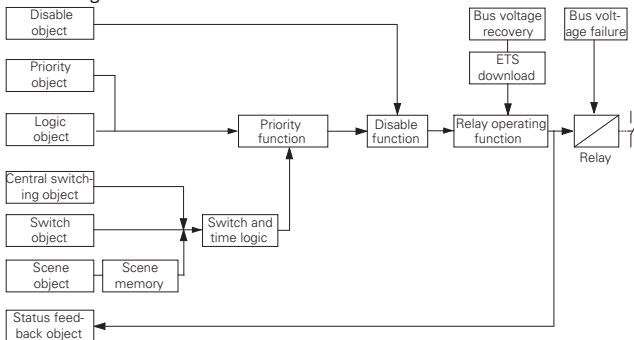 Disable
object
Bus voltage
recovery
Bus volt-
age failure
Priority
object
ETS
download
Logic
object
Priority
function
Disable
function
Relay operating
function
Relay
Central switch-
ing object
Switch
object
Switch and
time logic
Scene
object
Scene
memory
Status feed-
back object